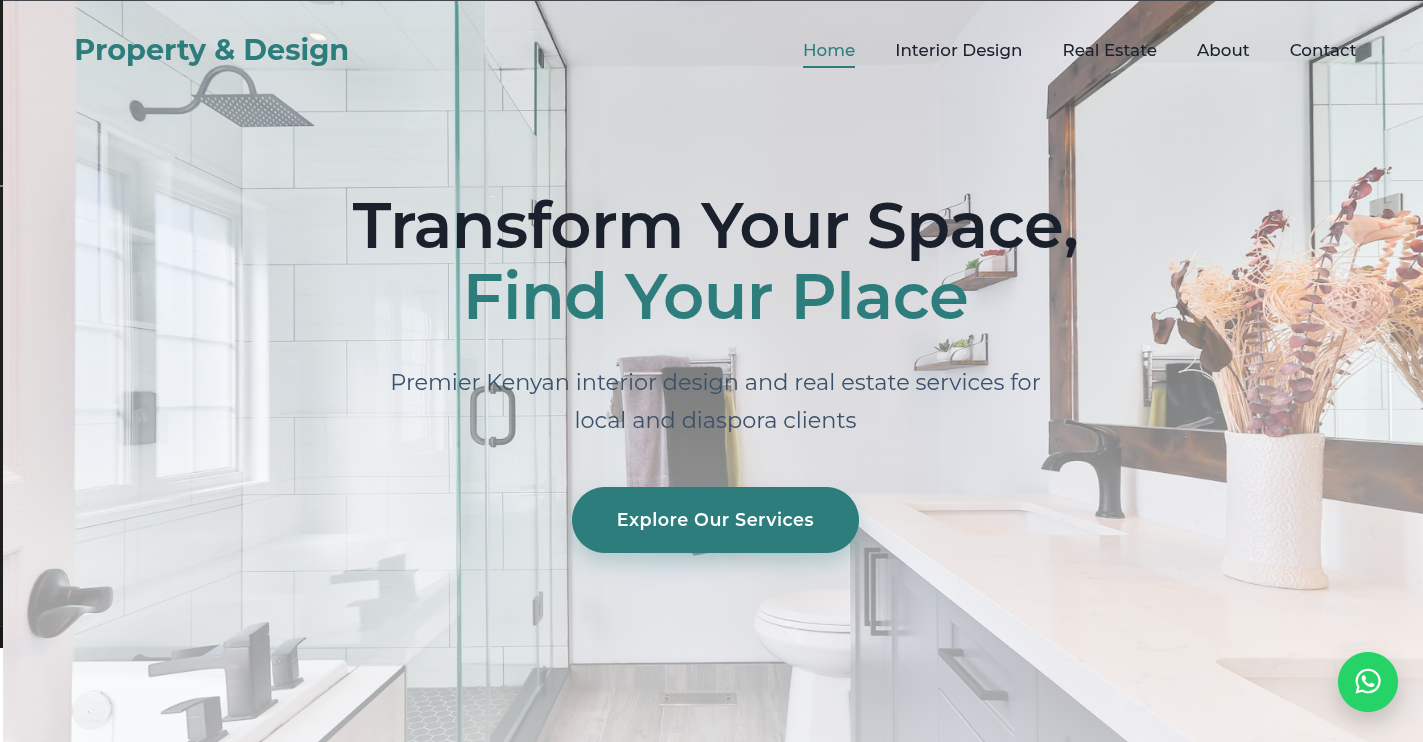 Property & Design
Home Interior Design Real Estate About Contact
Transform Your Space,
Find Your Place
Premier Kenyan interior design and real estate services for
local and diaspora clients
Explore Our Services